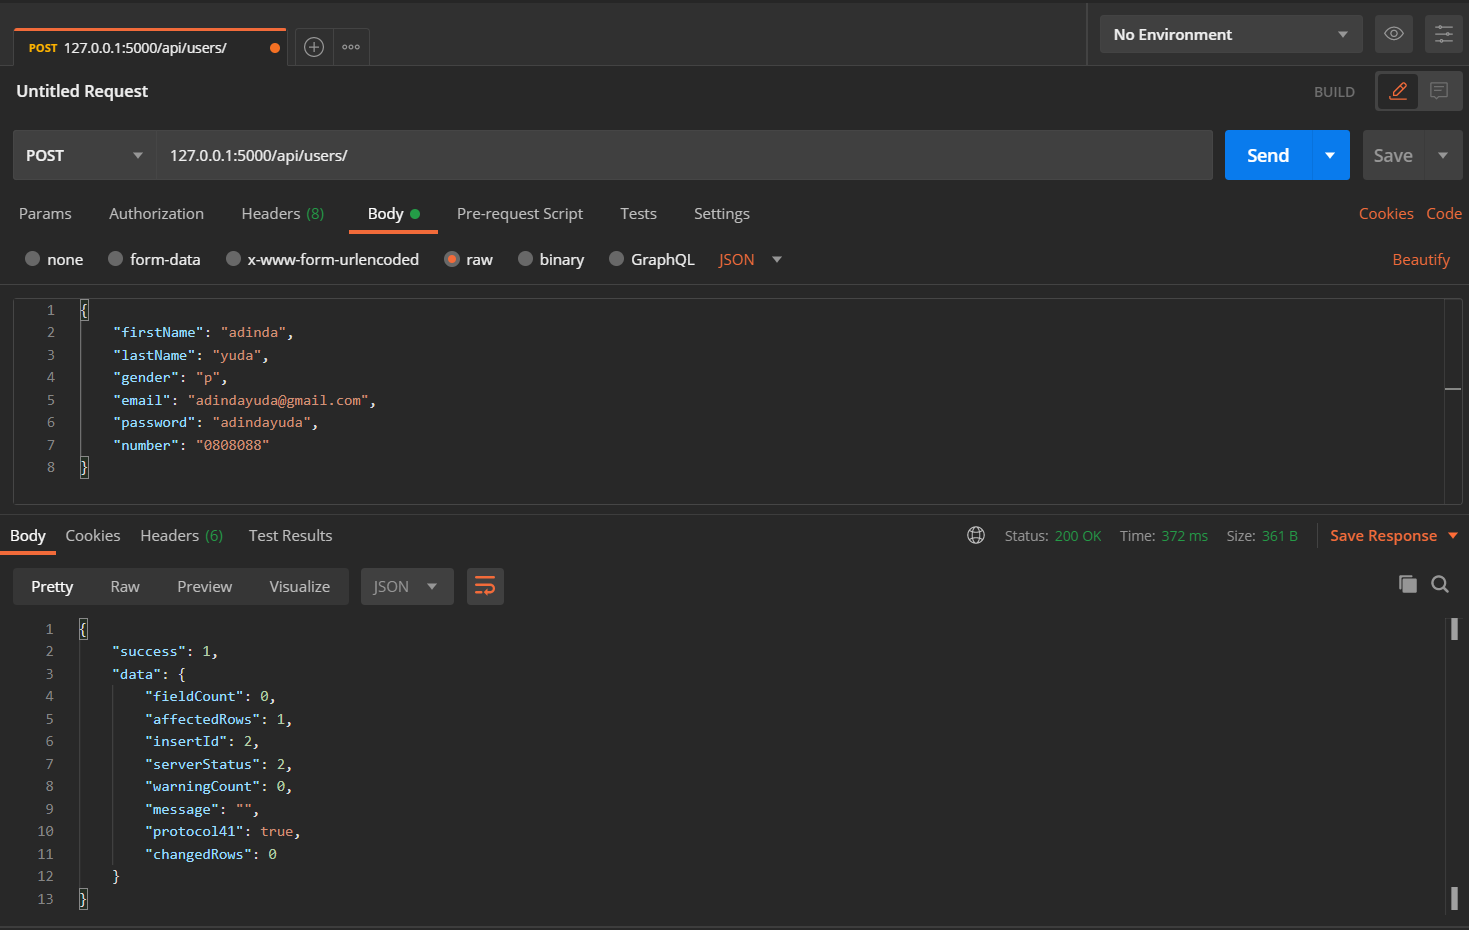 POST 127.0.0.1:5000/api/users/
No Environment
Untitled Request
BUILD
POST 127.0.0.1:5000/api/users/ Send Save
Params Authorization Headers (8) Body Pre-request Script Tests Settings Cookies Code
none form-data x-www-form-urlencoded raw binary GraphQL JSON Beautify
1 {
2 "firstName": "adinda",
3 "lastName": "yuda",
4 "gender": "p",
5 "email": "adindayuda@gmail.com",
6 "password": "adindayuda",
7 "number": "0808088"
8 }
Body Cookies Headers (6) Test Results Status: 200 OK Time: 372 ms Size: 361 B Save Response
Pretty Raw Preview Visualize JSON
1 {
2 "success": 1,
3 "data": {
4 "fieldCount": 0,
5 "affectedRows": 1,
6 "insertId": 2,
7 "serverStatus": 2,
8 "warningCount": 0,
9 "message": "",
10 "protocol41": true,
11 "changedRows": 0
12 }
13 }